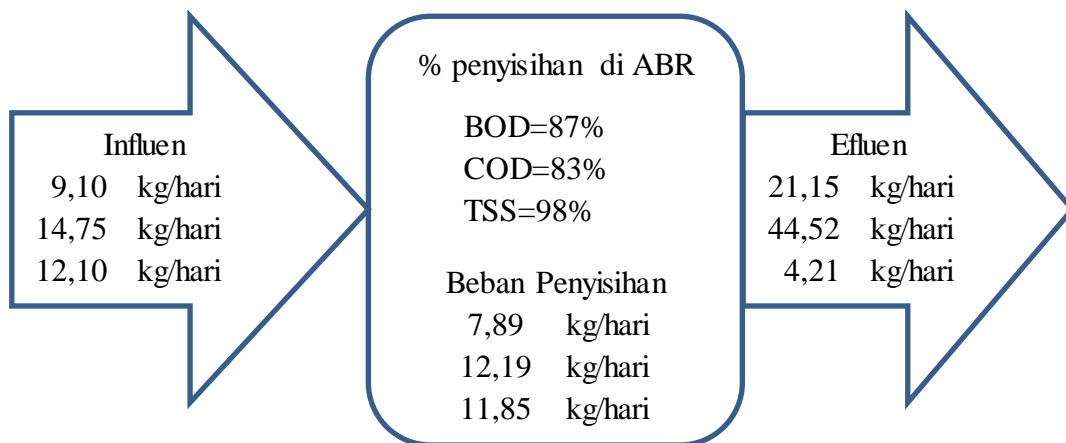 Influen
9,10 kg/hari
14,75 kg/hari
12,10 kg/hari
% penyisihan di ABR
BOD=87%
COD=83%
TSS=98%
Beban Penyisihan
7,89 kg/hari
12,19 kg/hari
11,85 kg/hari
Efluen
21,15 kg/hari
44,52 kg/hari
4,21 kg/hari